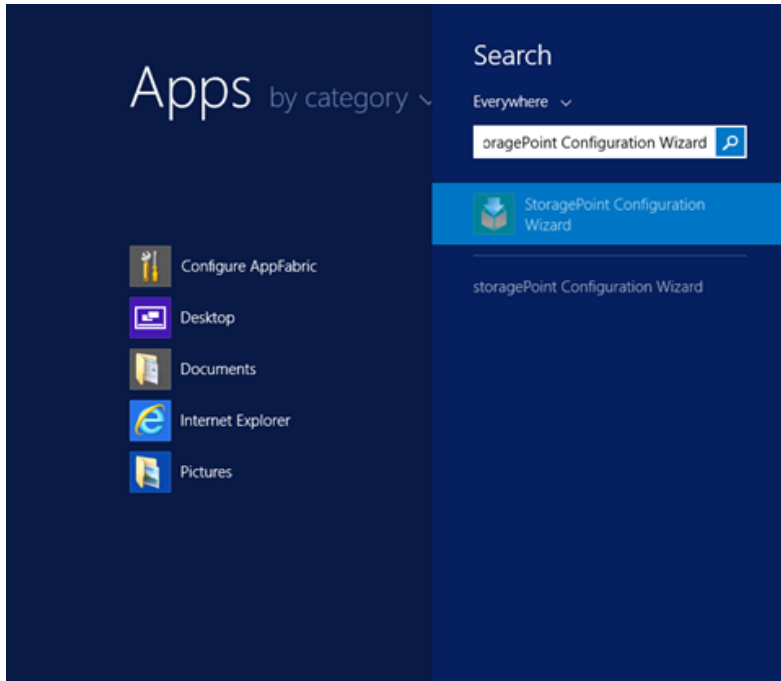 Apps by category
Configure AppFabric
Desktop
Documents
Internet Explorer
Pictures
Search
Everywhere
oragePoint Configuration Wizard
StoragePoint Configuration
Wizard
storagePoint Configuration Wizard